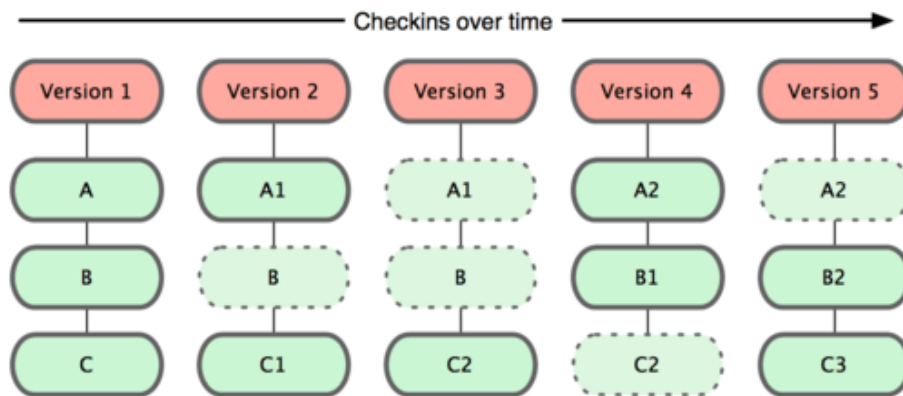 Checkins over time
Version 1 Version 2 Version 3 Version 4 Version 5
A A1 A1 A2 A2
B B B B1 B2
C C1 C2 C2 C3